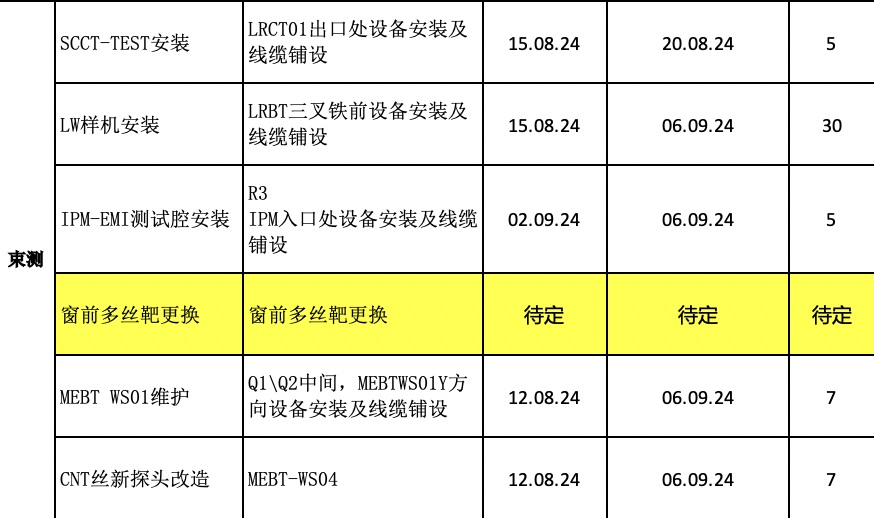 SCCT-TEST安装
LRCT01出口处设备安装及
线缆铺设
15.08.24
20.08.24
5
LW样机安装
LRBT三叉铁前设备安装及
线缆铺设
15.08.24
06.09.24
30
IPM-EMI测试腔安装
R3
IPM入口处设备安装及线缆
铺设
02.09.24
06.09.24
5
束测
窗前多丝靶更换
窗前多丝靶更换
待定
待定
待定
MEBT WS01维护
Q1\Q2中间，MEBTWS01Y方
向设备安装及线缆铺设
12.08.24
06.09.24
7
CNT丝新探头改造
MEBT-WS04
12.08.24
06.09.24
7